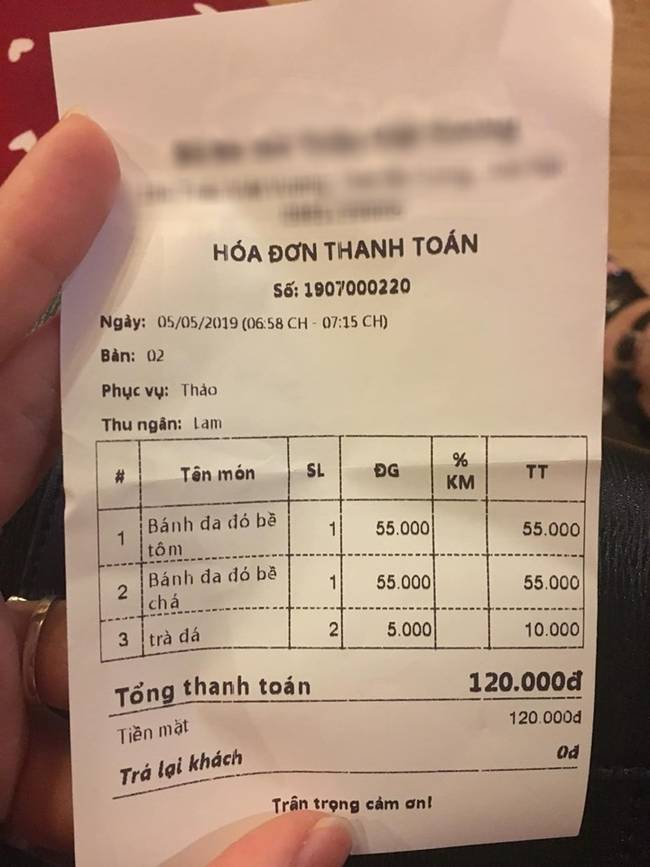 HÓA ĐƠN THANH TOÁN
Số: 1907000220
Ngày: 05/05/2019 (06:58 CH - 07:15 CH)
Bàn: 02
Phục vụ: Thảo
Thu ngân: Lam
# Tên món SL ĐG % KM TT
1 Bánh đa đỏ bề tôm 1 55.000 55.000
2 Bánh đa đỏ bề chả 1 55.000 55.000
3 trà đá 2 5.000 10.000
Tổng thanh toán 120.000đ
Tiền mặt 120.000đ
Trả lại khách 0đ
Trân trọng cảm ơn!